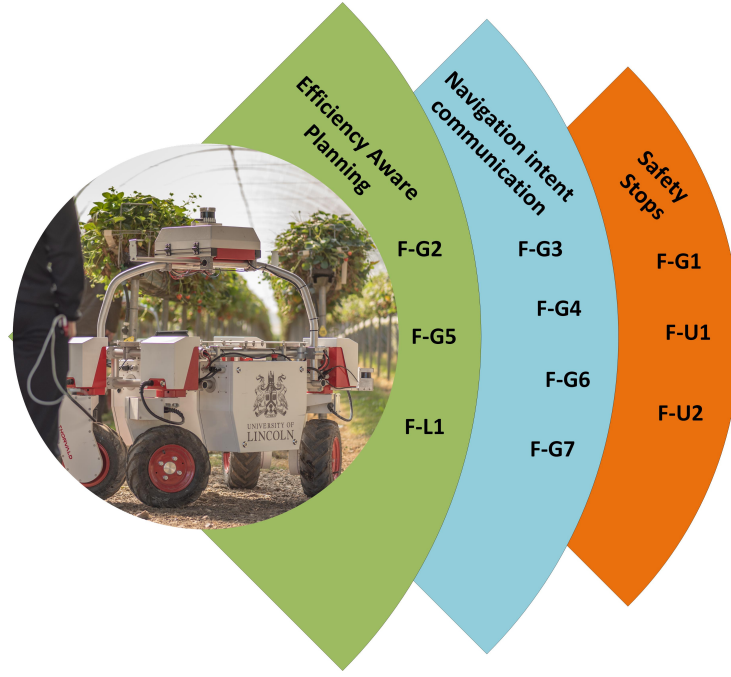 Efficiency Aware
Planning
F-G2
F-G5
F-L1
Navigation intent
communication
F-G3
F-G4
F-G6
F-G7
Safety
Stops
F-G1
F-U1
F-U2
UNIVERSITY OF
LINCOLN
THORVALD